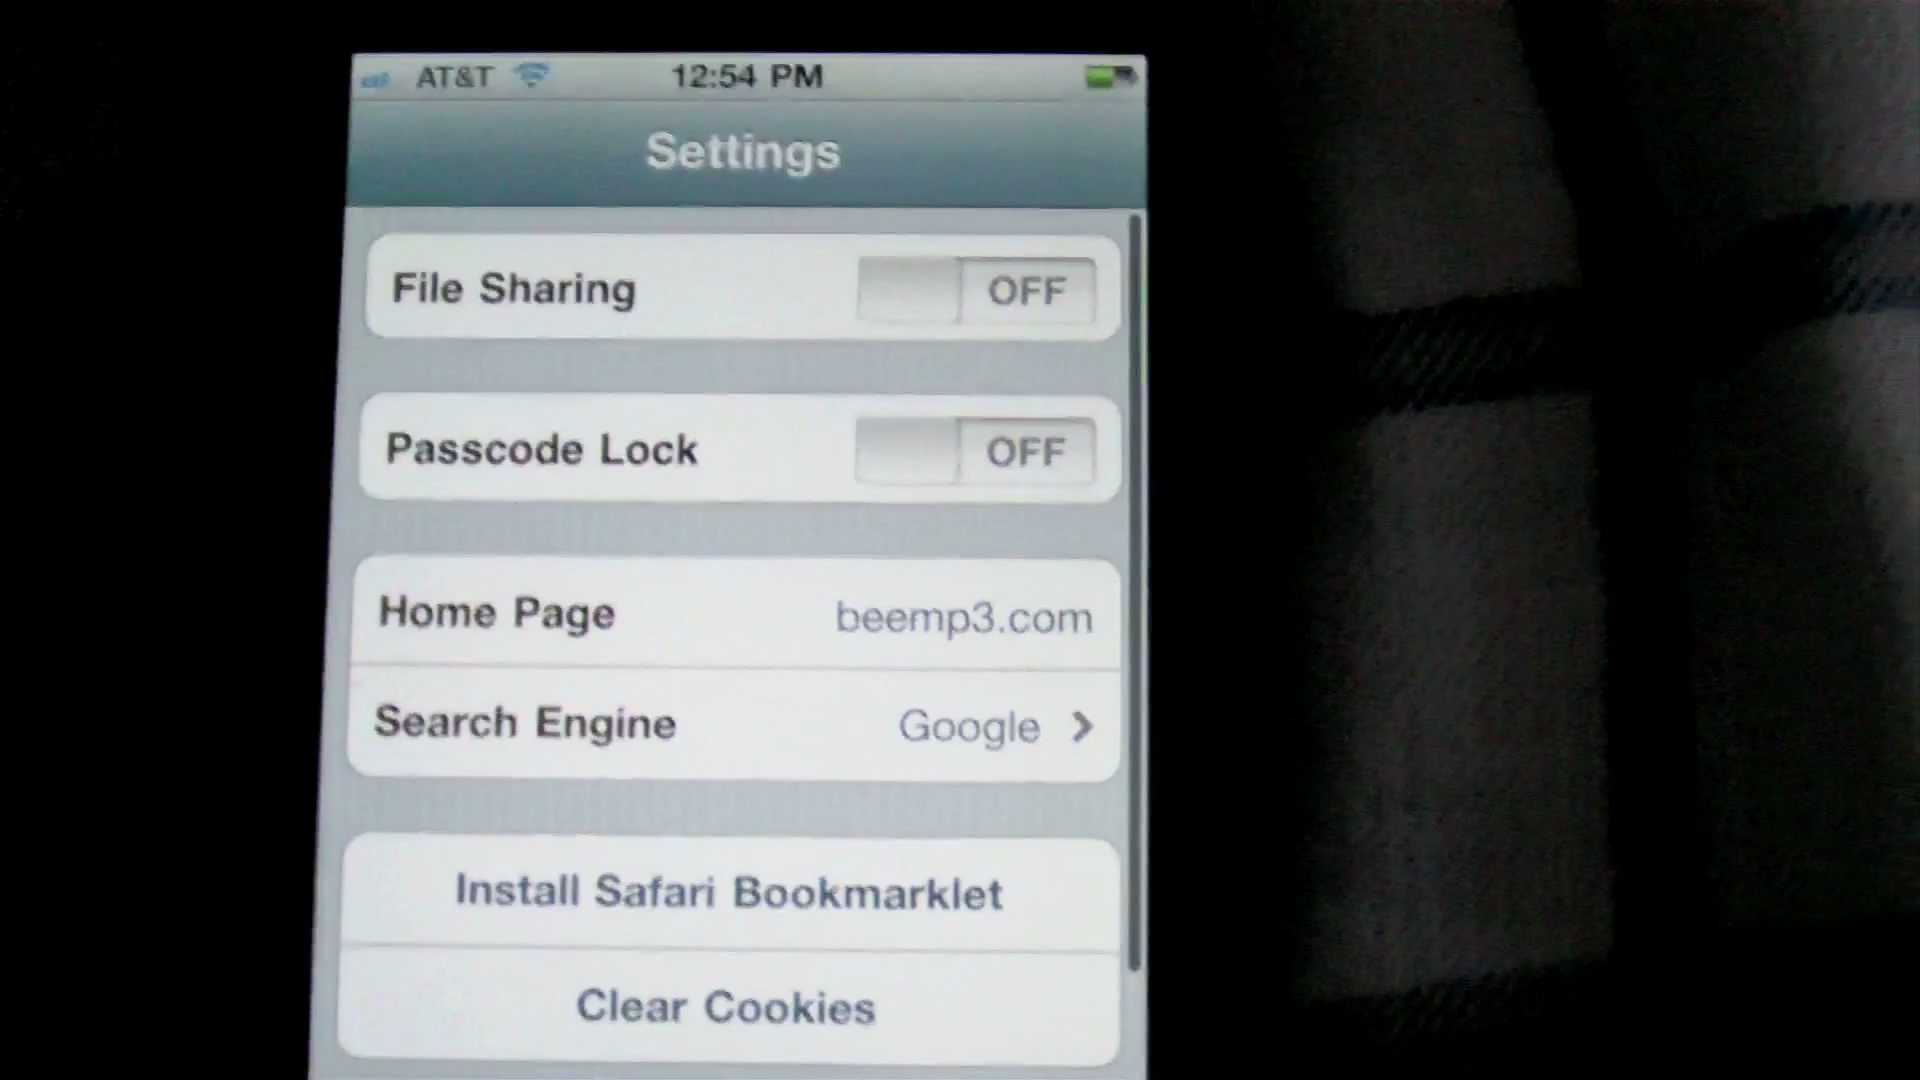 AT&T 12:54 PM
Settings
File Sharing OFF
Passcode Lock OFF
Home Page beemp3.com
Search Engine Google
Install Safari Bookmarklet
Clear Cookies